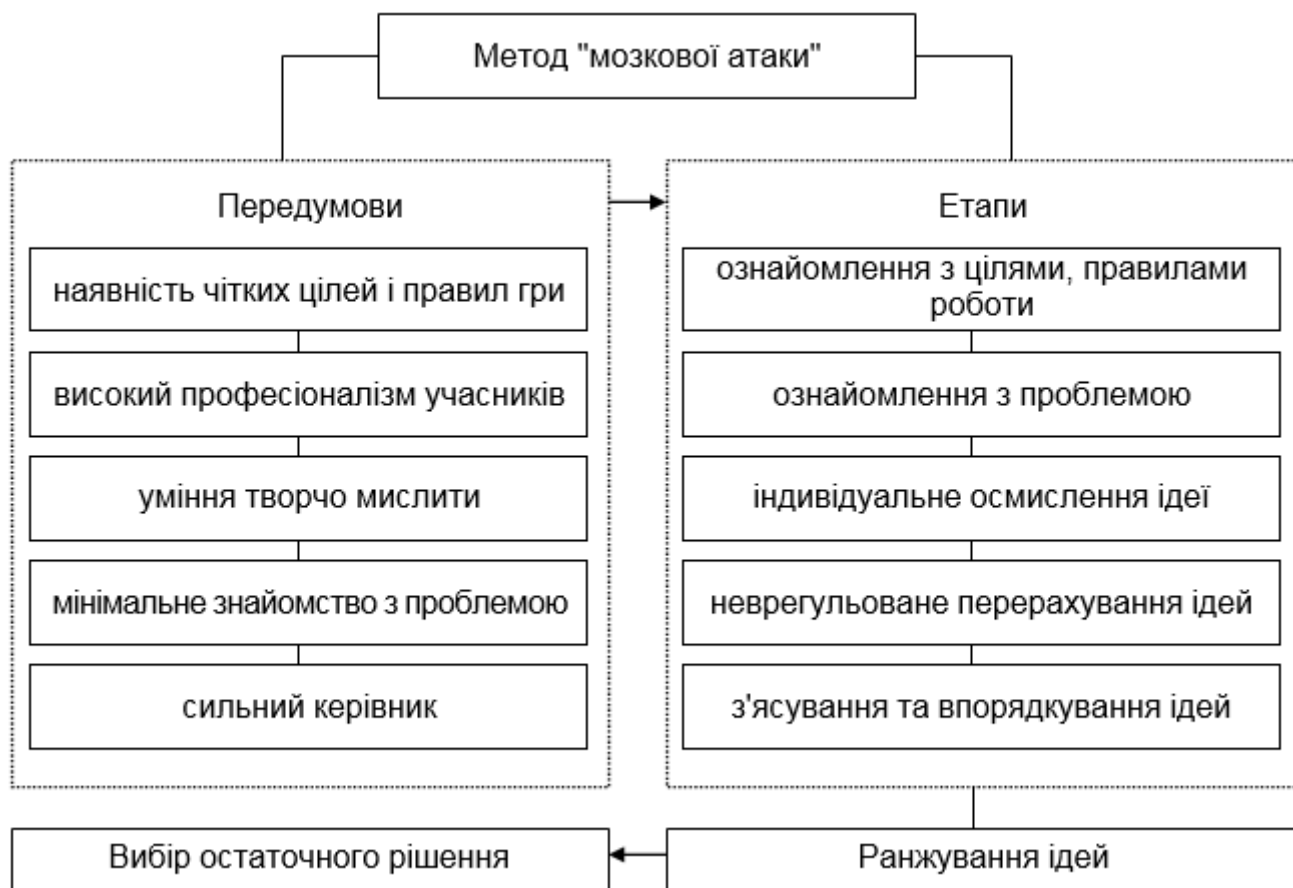 Метод "мозкової атаки"
Передумови
наявність чітких цілей і правил гри
високий професіоналізм учасників
уміння творчо мислити
мінімальне знайомство з проблемою
сильний керівник
Етапи
ознайомлення з цілями, правилами
роботи
ознайомлення з проблемою
індивідуальне осмислення ідеї
неврегульоване перерахування ідей
з'ясування та впорядкування ідей
Вибір остаточного рішення
Ранжування ідей